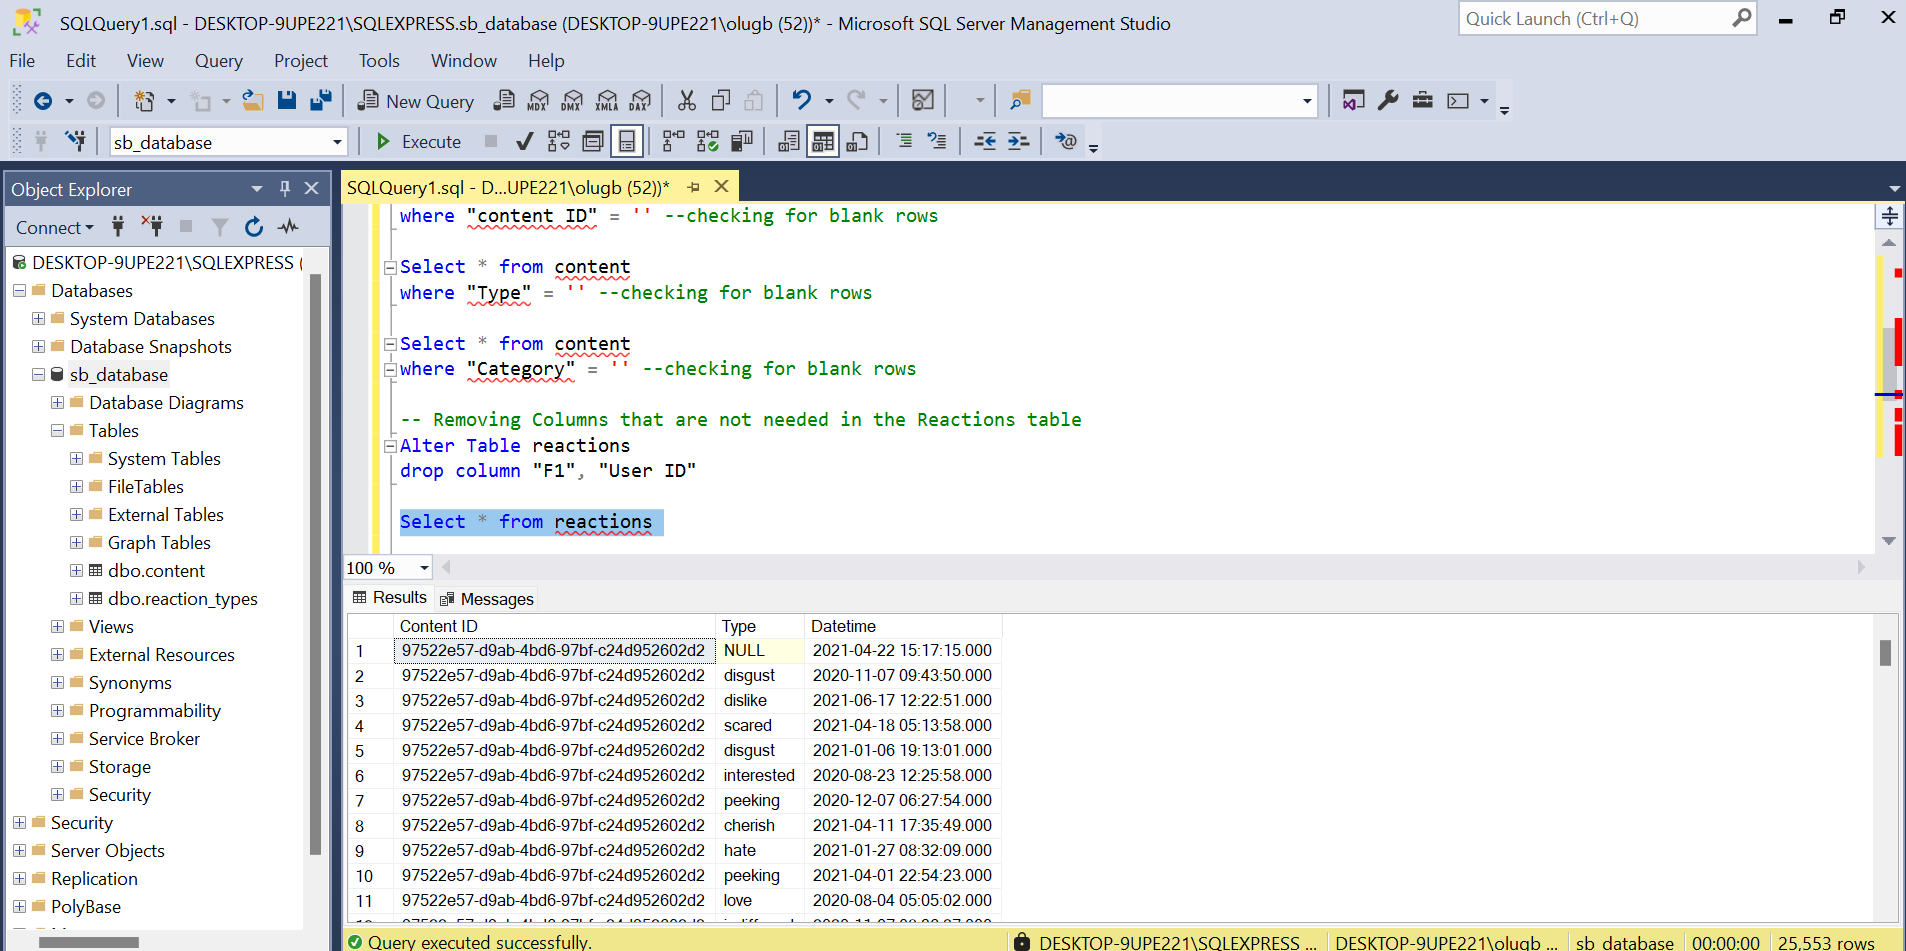 SQLQuery1.sql - DESKTOP-9UPE221\SQLEXPRESS.sb_database (DESKTOP-9UPE221\olugb (52))* - Microsoft SQL Server Management Studio
Quick Launch (Ctrl+Q)
File Edit View Query Project Tools Window Help
New Query MDX DMX XMLA DAX
sb_database Execute
Object Explorer
SQLQuery1.sql - D...UPE221\olugb (52))*
Connect
DESKTOP-9UPE221\SQLEXPRESS (
Databases
System Databases
Database Snapshots
sb_database
Database Diagrams
Tables
System Tables
FileTables
External Tables
Graph Tables
dbo.content
dbo.reaction_types
Views
External Resources
Synonyms
Programmability
Service Broker
Storage
Security
Security
Server Objects
Replication
PolyBase
where "content ID" = '' --checking for blank rows
Select * from content
where "Type" = '' --checking for blank rows
Select * from content
where "Category" = '' --checking for blank rows
-- Removing Columns that are not needed in the Reactions table
Alter Table reactions
drop column "F1", "User ID"
Select * from reactions
100 %
Results Messages
Content ID Type Datetime
1 97522e57-d9ab-4bd6-97bf-c24d952602d2 NULL 2021-04-22 15:17:15.000
2 97522e57-d9ab-4bd6-97bf-c24d952602d2 disgust 2020-11-07 09:43:50.000
3 97522e57-d9ab-4bd6-97bf-c24d952602d2 dislike 2021-06-17 12:22:51.000
4 97522e57-d9ab-4bd6-97bf-c24d952602d2 scared 2021-04-18 05:13:58.000
5 97522e57-d9ab-4bd6-97bf-c24d952602d2 disgust 2021-01-06 19:13:01.000
6 97522e57-d9ab-4bd6-97bf-c24d952602d2 interested 2020-08-23 12:25:58.000
7 97522e57-d9ab-4bd6-97bf-c24d952602d2 peeking 2020-12-07 06:27:54.000
8 97522e57-d9ab-4bd6-97bf-c24d952602d2 cherish 2021-04-11 17:35:49.000
9 97522e57-d9ab-4bd6-97bf-c24d952602d2 hate 2021-01-27 08:32:09.000
10 97522e57-d9ab-4bd6-97bf-c24d952602d2 peeking 2021-04-01 22:54:23.000
11 97522e57-d9ab-4bd6-97bf-c24d952602d2 love 2020-08-04 05:05:02.000
Query executed successfully. DESKTOP-9UPE221\SQLEXPRESS ... DESKTOP-9UPE221\olugb ... sb_database 00:00:00 25,553 rows